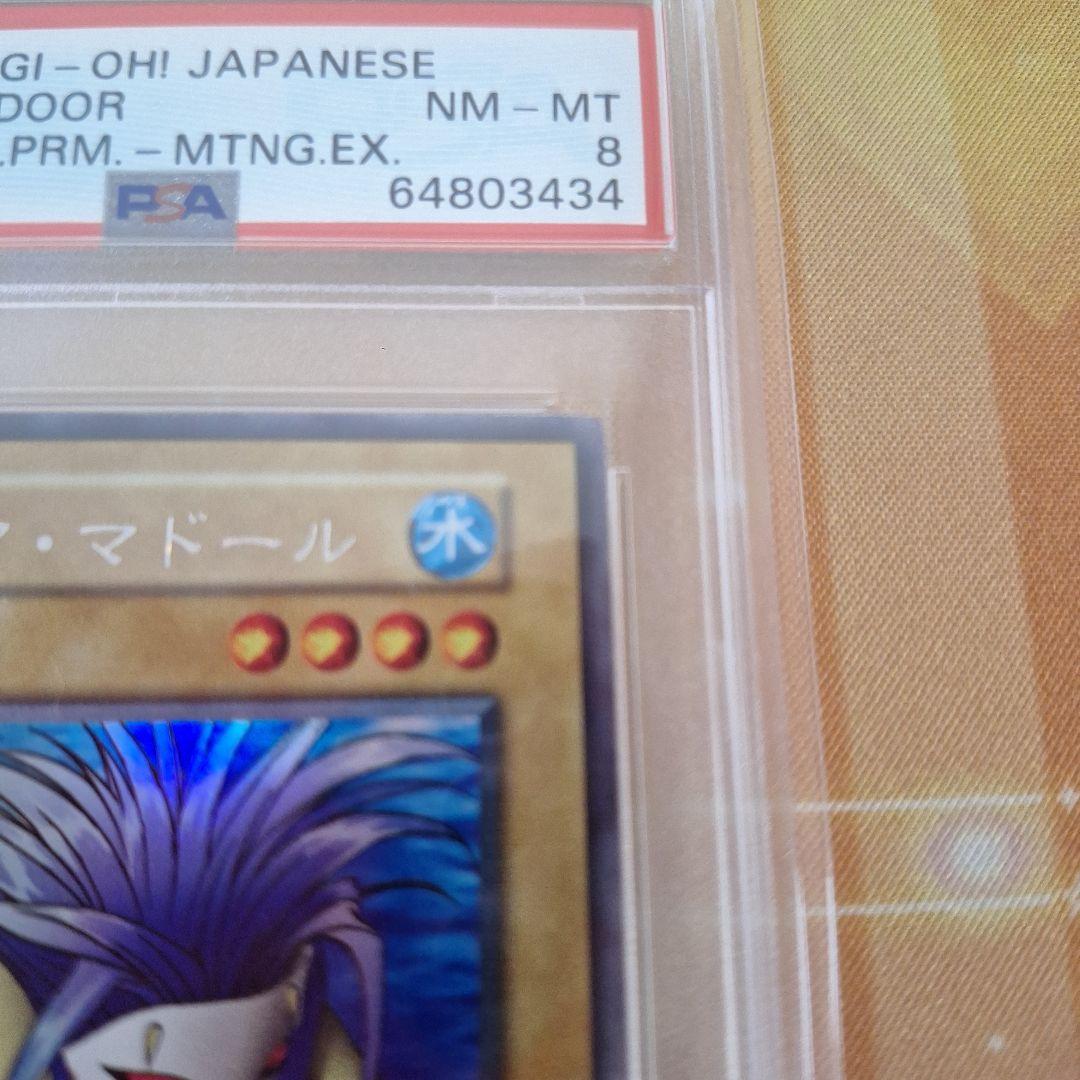 GI-OH! JAPANESE
DOOR NM - MT
.PRM. - MTNG.EX. 8
PSA 64803434
ア・マドール 水